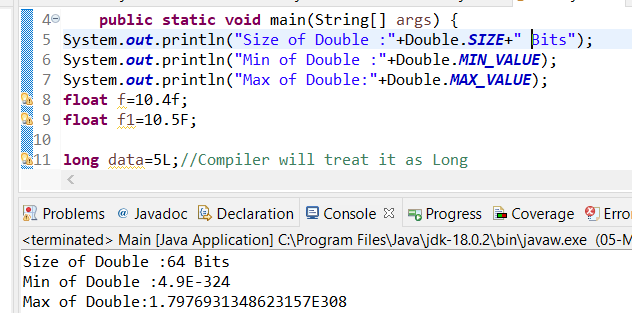 4 public static void main(String[] args) {
5 System.out.println("Size of Double :"+Double.SIZE+" Bits");
6 System.out.println("Min of Double :"+Double.MIN_VALUE);
7 System.out.println("Max of Double:"+Double.MAX_VALUE);
8 float f=10.4f;
9 float f1=10.5F;
10
11 long data=5L;//Compiler will treat it as Long
Problems @ Javadoc Declaration Console Progress Coverage Erro
<terminated> Main [Java Application] C:\Program Files\Java\jdk-18.0.2\bin\javaw.exe (05-M
Size of Double :64 Bits
Min of Double :4.9E-324
Max of Double:1.7976931348623157E308